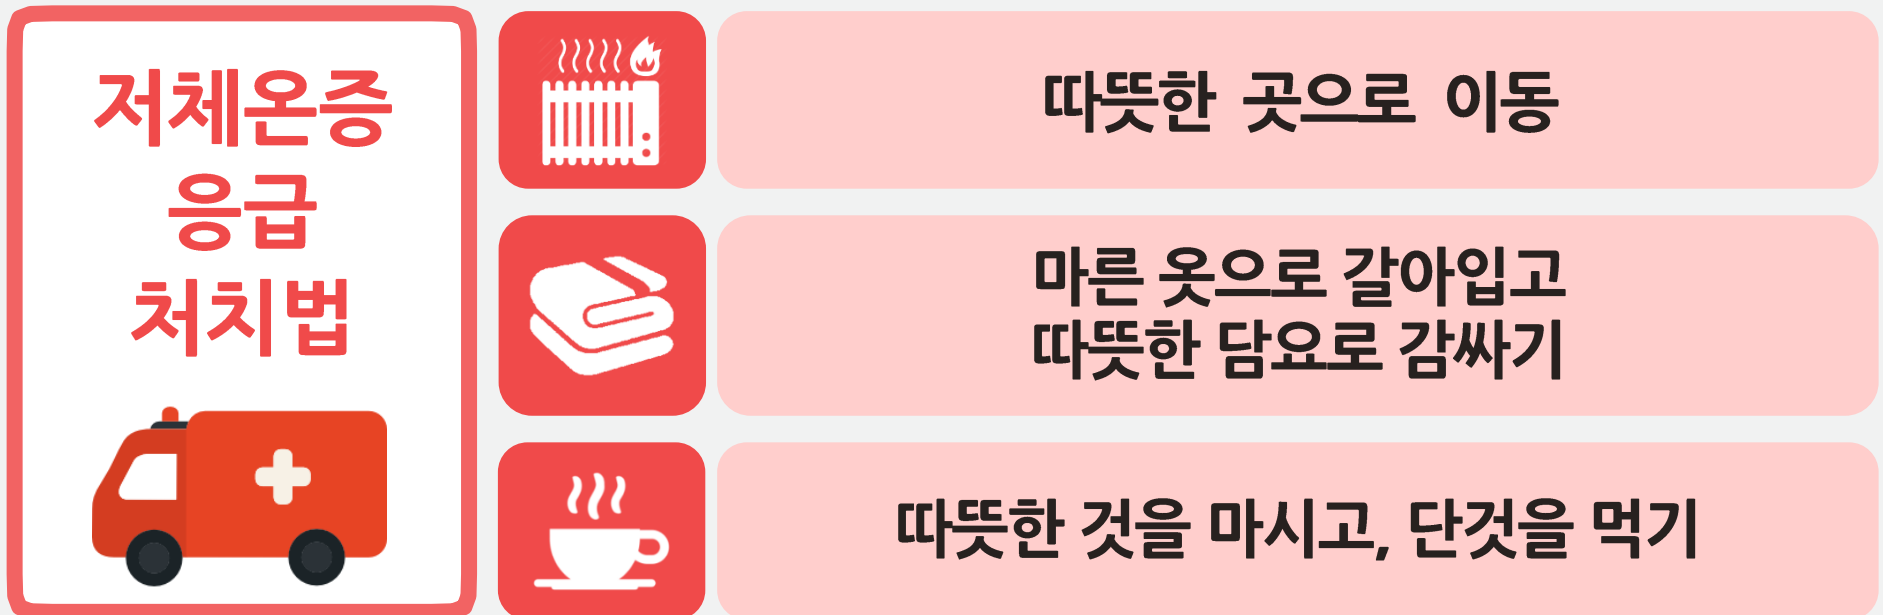 저체온증
응급
처치법
따뜻한 곳으로 이동
마른 옷으로 갈아입고
따뜻한 담요로 감싸기
따뜻한 것을 마시고, 단것을 먹기